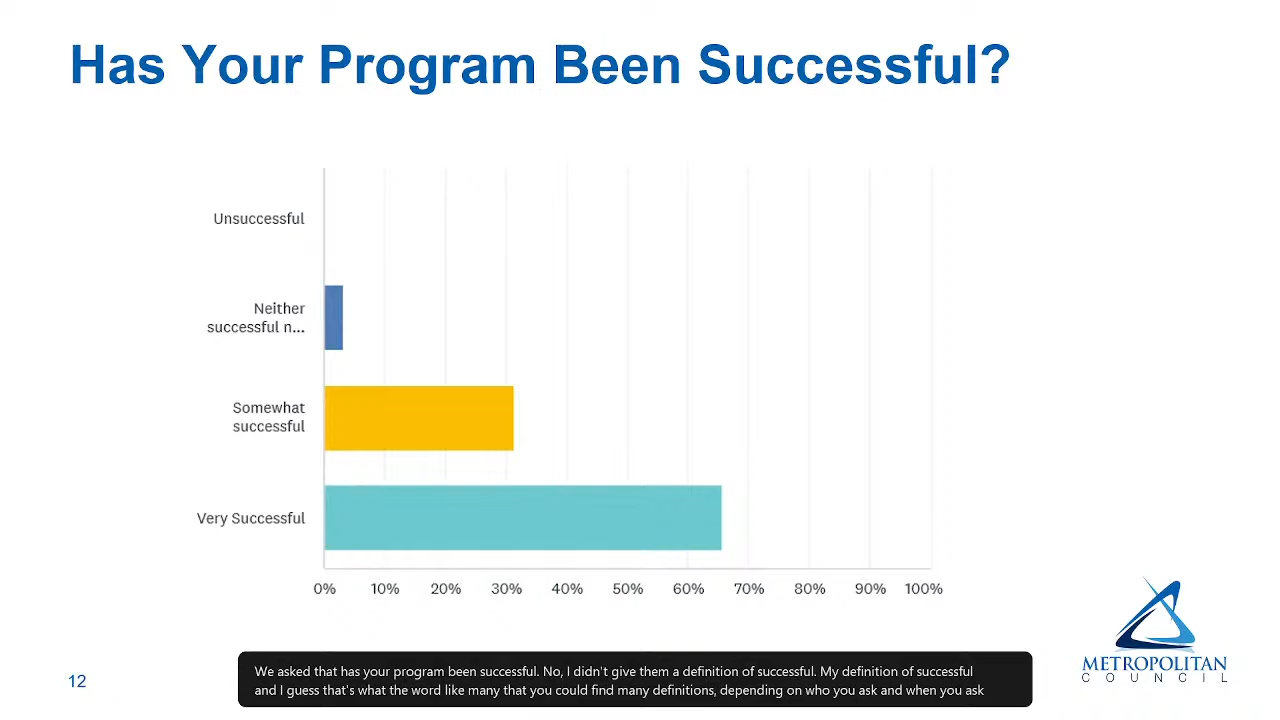 Has Your Program Been Successful?
Unsuccessful
Neither
successful n...
Somewhat
successful
Very Successful
0% 10% 20% 30% 40% 50% 60% 70% 80% 90% 100%
METROPOLITAN
COUNCIL
12
We asked that has your program been successful. No, I didn't give them a definition of successful. My definition of successful
and I guess that's what the word like many that you could find many definitions, depending on who you ask and when you ask